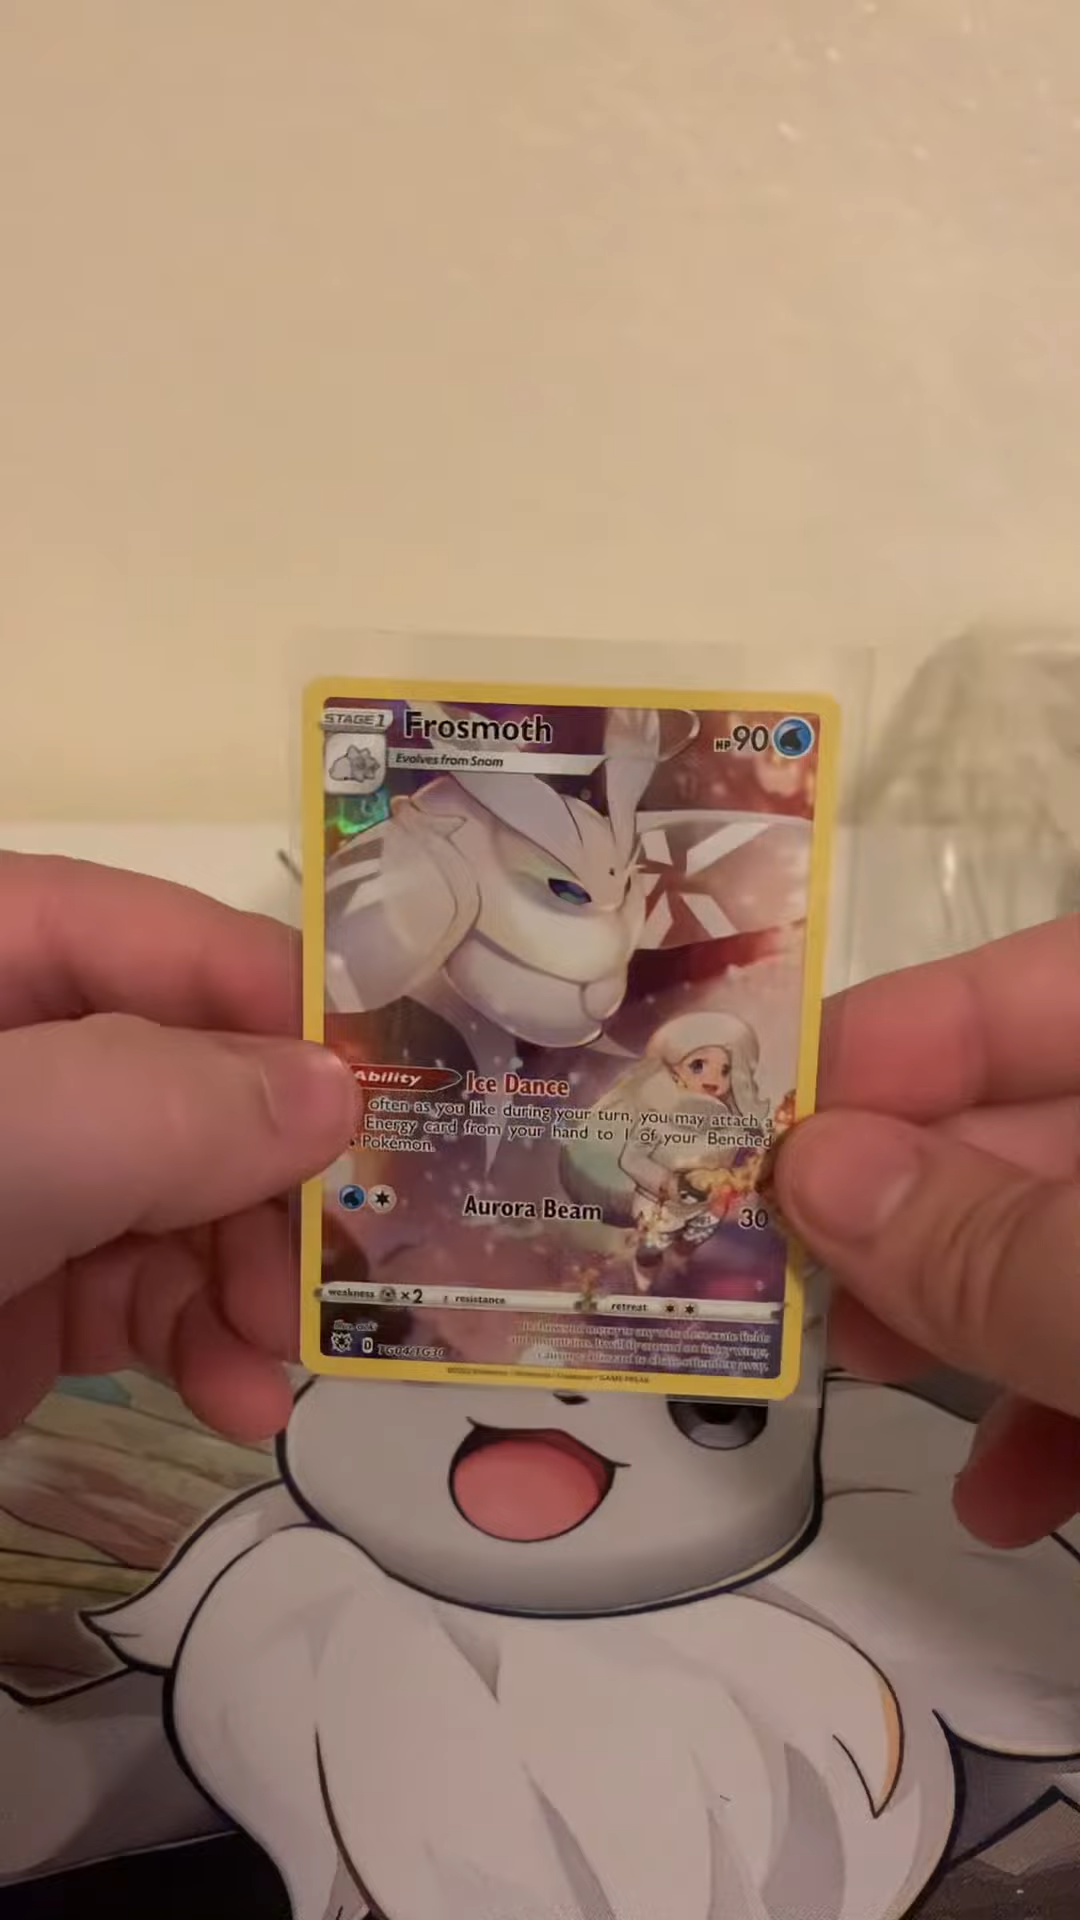 STAGE 1
Frosmoth
HP 90
Evolves from Snom
Ability Ice Dance
often as you like during your turn, you may attach a
Energy card from your hand to 1 of your Benched
Pokémon.
Aurora Beam 30
weakness ×2 resistance retreat
D TG04/TG30